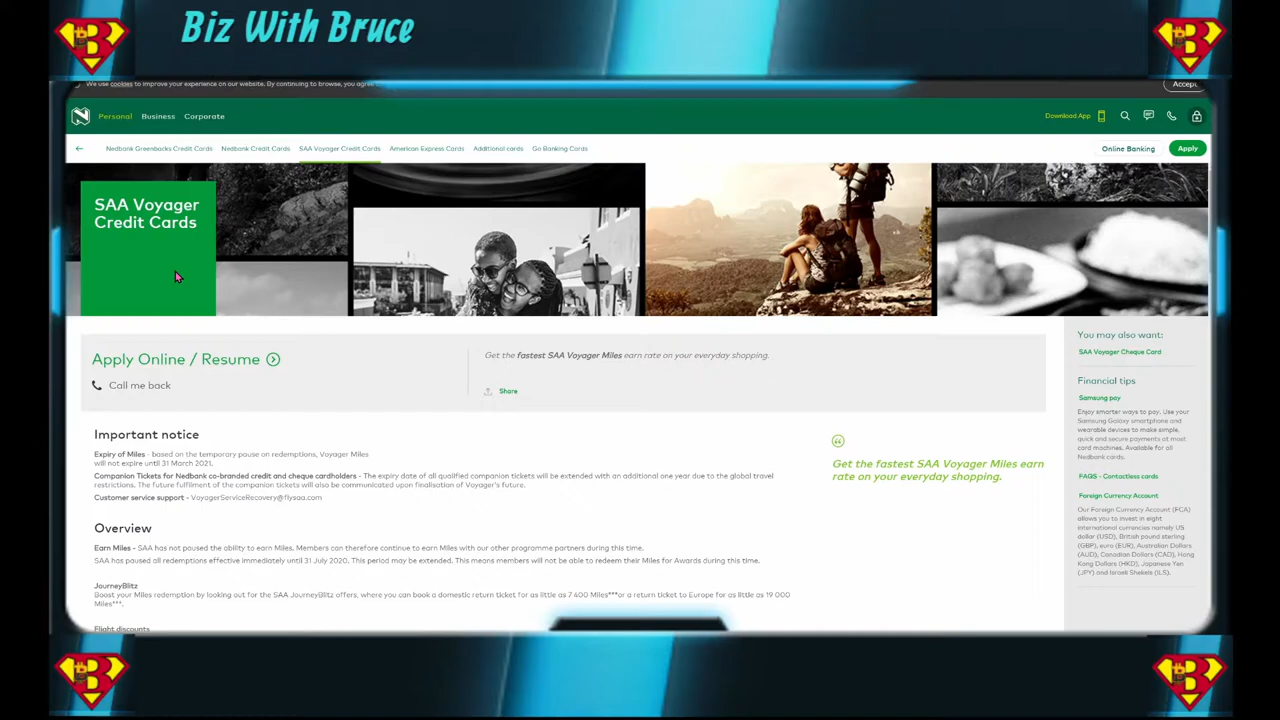 Biz With Bruce
We use cookies to improve your experience on our website. By continuing to browse, you agree
Accept
Personal Business Corporate
Download App
Nedbank Greenbacks Credit Cards Nedbank Credit Cards SAA Voyager Credit Cards American Express Cards Additional cards Go Banking Cards
Online Banking Apply
SAA Voyager
Credit Cards
Apply Online / Resume
Call me back
Get the fastest SAA Voyager Miles earn rate on your everyday shopping.
Share
Important notice
Expiry of Miles - based on the temporary pause on redemptions, Voyager Miles
will not expire until 31 March 2021.
Companion Tickets for Nedbank co-branded credit and cheque cardholders - The expiry date of all qualified companion tickets will be extended with an additional one year due to the global travel
restrictions. The future fulfilment of the companion tickets will also be communicated upon finalisation of Voyager's future.
Customer service support - VoyagerServiceRecovery@flysaa.com
Get the fastest SAA Voyager Miles earn
rate on your everyday shopping.
Overview
Earn Miles - SAA has not paused the ability to earn Miles. Members can therefore continue to earn Miles with our other programme partners during this time.
SAA has paused all redemptions effective immediately until 31 July 2020. This period may be extended. This means members will not be able to redeem their Miles for Awards during this time.
JourneyBlitz
Boost your Miles redemption by looking out for the SAA JourneyBlitz offers, where you can book a domestic return ticket for as little as 7 400 Miles***or a return ticket to Europe for as little as 19 000
Miles***.
Flight discounts
You may also want:
SAA Voyager Cheque Card
Financial tips
Samsung pay
Enjoy smarter ways to pay. Use your
Samsung Galaxy smartphone and
wearable devices to make simple,
quick and secure payments at most
card machines. Available for all
Nedbank cards.
FAQS - Contactless cards
Foreign Currency Account
Our Foreign Currency Account (FCA)
allows you to invest in eight
international currencies namely US
dollar (USD), British pound sterling
(GBP), euro (EUR), Australian Dollars
(AUD), Canadian Dollars (CAD), Hong
Kong Dollars (HKD), Japanese Yen
(JPY) and Israeli Shekels (ILS).